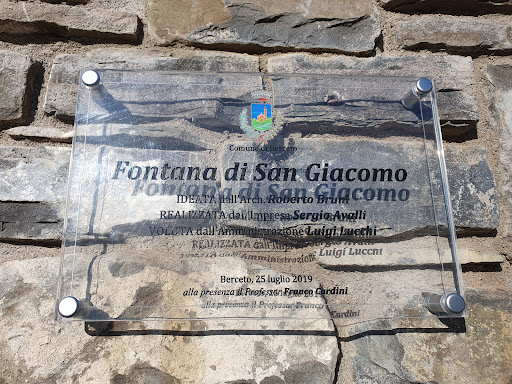 Comune di Berceto
Fontana di San Giacomo
IDEATA dall'Arch. Roberto Bruni
REALIZZATA dall'Impresa Sergio Avalli
VOLUTA dall'Amministrazione Luigi Lucchi
Berceto, 25 luglio 2019
alla presenza il Professor Franco Cardini